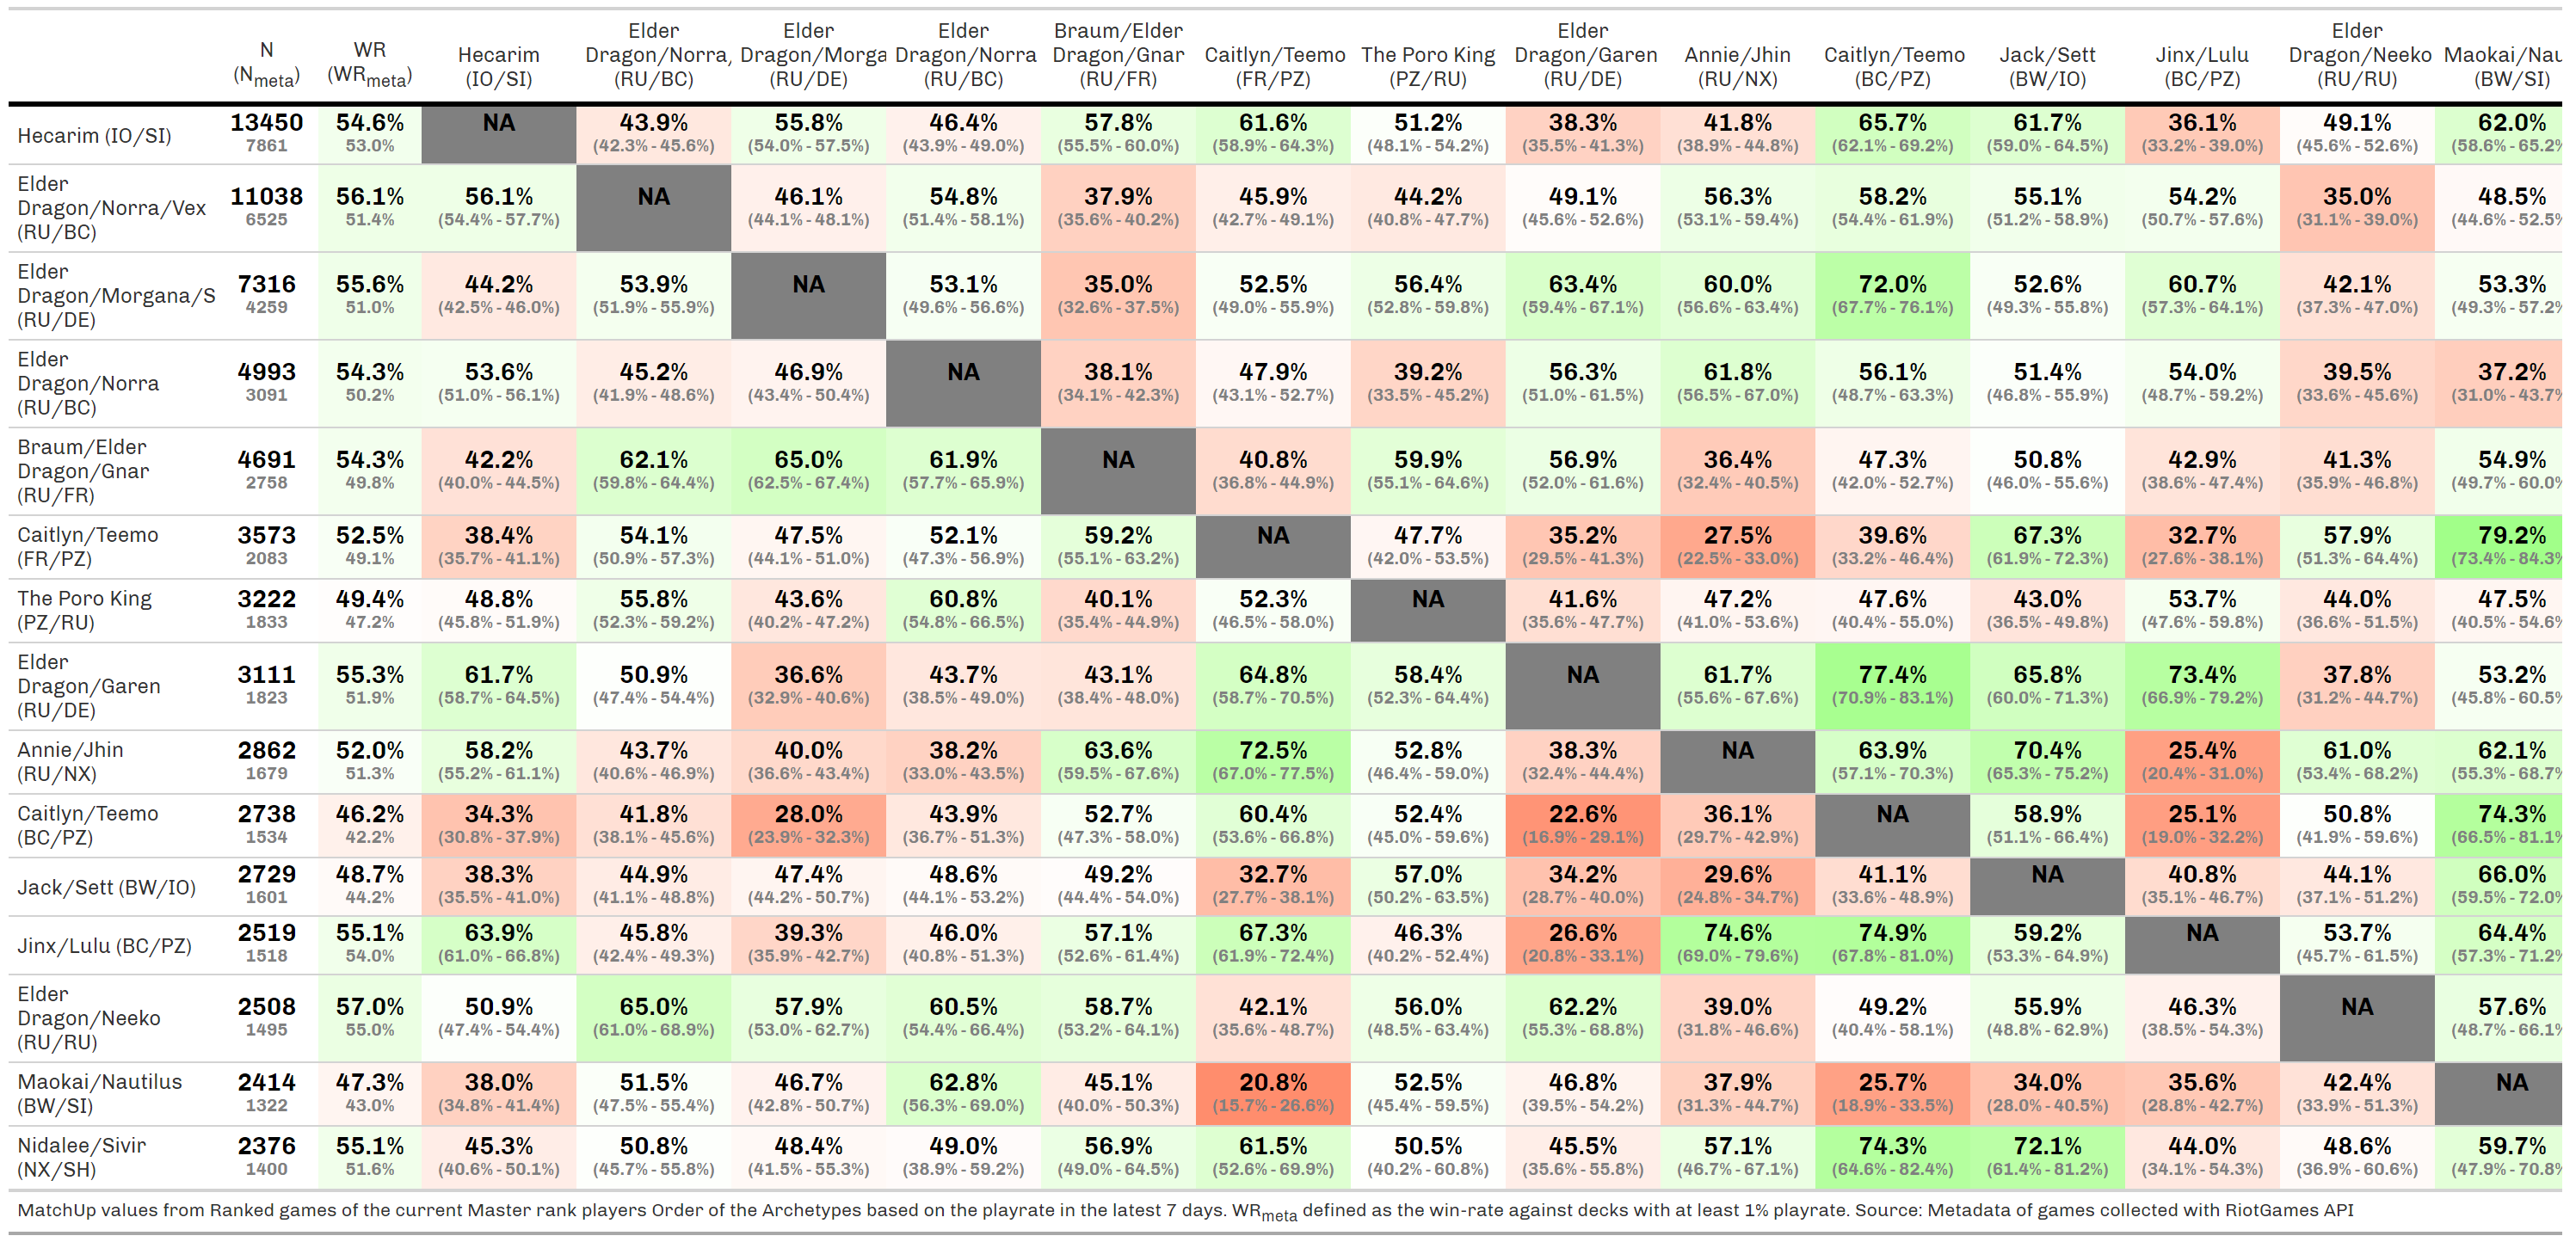 N WR Hecarim Elder Elder Elder Braum/Elder Caitlyn/Teemo The Poro King Elder Annie/Jhin Caitlyn/Teemo Jack/Sett Jinx/Lulu Elder Maokai/Nau
(Nmeta) (WRmeta) (IO/SI) Dragon/Norra, Dragon/Morga Dragon/Norra Dragon/Gnar (FR/PZ) (PZ/RU) Dragon/Garen (RU/NX) (BC/PZ) (BW/IO) (BC/PZ) Dragon/Neeko (BW/SI)
(RU/BC) (RU/DE) (RU/BC) (RU/FR) (RU/DE) (RU/RU)
Hecarim (IO/SI) 13450 54.6% NA 43.9% 55.8% 46.4% 57.8% 61.6% 51.2% 38.3% 41.8% 65.7% 61.7% 36.1% 49.1% 62.0%
7861 53.0% (42.3% - 45.6%) (54.0% - 57.5%) (43.9% - 49.0%) (55.5% - 60.0%) (58.9% - 64.3%) (48.1% - 54.2%) (35.5% - 41.3%) (38.9% - 44.8%) (62.1% - 69.2%) (59.0% - 64.5%) (33.2% - 39.0%) (45.6% - 52.6%) (58.6% - 65.2%
Elder
Dragon/Norra/Vex 11038 56.1% 56.1% NA 46.1% 54.8% 37.9% 45.9% 44.2% 49.1% 56.3% 58.2% 55.1% 54.2% 35.0% 48.5%
(RU/BC) 6525 51.4% (54.4% - 57.7%) (44.1% - 48.1%) (51.4% - 58.1%) (35.6% - 40.2%) (42.7% - 49.1%) (40.8% - 47.7%) (45.6% - 52.6%) (53.1% - 59.4%) (54.4% - 61.9%) (51.2% - 58.9%) (50.7% - 57.6%) (31.1% - 39.0%) (44.6% - 52.5%
Elder
Dragon/Morgana/S 7316 55.6% 44.2% 53.9% NA 53.1% 35.0% 52.5% 56.4% 63.4% 60.0% 72.0% 52.6% 60.7% 42.1% 53.3%
(RU/DE) 4259 51.0% (42.5% - 46.0%) (51.9% - 55.9%) (49.6% - 56.6%) (32.6% - 37.5%) (49.0% - 55.9%) (52.8% - 59.8%) (59.4% - 67.1%) (56.6% - 63.4%) (67.7% - 76.1%) (49.3% - 55.8%) (57.3% - 64.1%) (37.3% - 47.0%) (49.3% - 57.2%
Elder
Dragon/Norra 4993 54.3% 53.6% 45.2% 46.9% NA 38.1% 47.9% 39.2% 56.3% 61.8% 56.1% 51.4% 54.0% 39.5% 37.2%
(RU/BC) 3091 50.2% (51.0% - 56.1%) (41.9% - 48.6%) (43.4% - 50.4%) (34.1% - 42.3%) (43.1% - 52.7%) (33.5% - 45.2%) (51.0% - 61.5%) (56.5% - 67.0%) (48.7% - 63.3%) (46.8% - 55.9%) (48.7% - 59.2%) (33.6% - 45.6%) (31.0% - 43.7%
Braum/Elder
Dragon/Gnar 4691 54.3% 42.2% 62.1% 65.0% 61.9% NA 40.8% 59.9% 56.9% 36.4% 47.3% 50.8% 42.9% 41.3% 54.9%
(RU/FR) 2758 49.8% (40.0% - 44.5%) (59.8% - 64.4%) (62.5% - 67.4%) (57.7% - 65.9%) (36.8% - 44.9%) (55.1% - 64.6%) (52.0% - 61.6%) (32.4% - 40.5%) (42.0% - 52.7%) (46.0% - 55.6%) (38.6% - 47.4%) (35.9% - 46.8%) (49.7% - 60.0%
Caitlyn/Teemo 3573 52.5% 38.4% 54.1% 47.5% 52.1% 59.2% NA 47.7% 35.2% 27.5% 39.6% 67.3% 32.7% 57.9% 79.2%
(FR/PZ) 2083 49.1% (35.7% - 41.1%) (50.9% - 57.3%) (44.1% - 51.0%) (47.3% - 56.9%) (55.1% - 63.2%) (42.0% - 53.5%) (29.5% - 41.3%) (22.5% - 33.0%) (33.2% - 46.4%) (61.9% - 72.3%) (27.6% - 38.1%) (51.3% - 64.4%) (73.4% - 84.3%
The Poro King 3222 49.4% 48.8% 55.8% 43.6% 60.8% 40.1% 52.3% NA 41.6% 47.2% 47.6% 43.0% 53.7% 44.0% 47.5%
(PZ/RU) 1833 47.2% (45.8% - 51.9%) (52.3% - 59.2%) (40.2% - 47.2%) (54.8% - 66.5%) (35.4% - 44.9%) (46.5% - 58.0%) (35.6% - 47.7%) (41.0% - 53.6%) (40.4% - 55.0%) (36.5% - 49.8%) (47.6% - 59.8%) (36.6% - 51.5%) (40.5% - 54.6%
Elder
Dragon/Garen 3111 55.3% 61.7% 50.9% 36.6% 43.7% 43.1% 64.8% 58.4% NA 61.7% 77.4% 65.8% 73.4% 37.8% 53.2%
(RU/DE) 1823 51.9% (58.7% - 64.5%) (47.4% - 54.4%) (32.9% - 40.6%) (38.5% - 49.0%) (38.4% - 48.0%) (58.7% - 70.5%) (52.3% - 64.4%) (55.6% - 67.6%) (70.9% - 83.1%) (60.0% - 71.3%) (66.9% - 79.2%) (31.2% - 44.7%) (45.8% - 60.5%
Annie/Jhin 2862 52.0% 58.2% 43.7% 40.0% 38.2% 63.6% 72.5% 52.8% 38.3% NA 63.9% 70.4% 25.4% 61.0% 62.1%
(RU/NX) 1679 51.3% (55.2% - 61.1%) (40.6% - 46.9%) (36.6% - 43.4%) (33.0% - 43.5%) (59.5% - 67.6%) (67.0% - 77.5%) (46.4% - 59.0%) (32.4% - 44.4%) (57.1% - 70.3%) (65.3% - 75.2%) (20.4% - 31.0%) (53.4% - 68.2%) (55.3% - 68.7%
Caitlyn/Teemo 2738 46.2% 34.3% 41.8% 28.0% 43.9% 52.7% 60.4% 52.4% 22.6% 36.1% NA 58.9% 25.1% 50.8% 74.3%
(BC/PZ) 1534 42.2% (30.8% - 37.9%) (38.1% - 45.6%) (23.9% - 32.3%) (36.7% - 51.3%) (47.3% - 58.0%) (53.6% - 66.8%) (45.0% - 59.6%) (16.9% - 29.1%) (29.7% - 42.9%) (51.1% - 66.4%) (19.0% - 32.2%) (41.9% - 59.6%) (66.5% - 81.1%
Jack/Sett (BW/IO) 2729 48.7% 38.3% 44.9% 47.4% 48.6% 49.2% 32.7% 57.0% 34.2% 29.6% 41.1% NA 40.8% 44.1% 66.0%
1601 44.2% (35.5% - 41.0%) (41.1% - 48.8%) (44.2% - 50.7%) (44.1% - 53.2%) (44.4% - 54.0%) (27.7% - 38.1%) (50.2% - 63.5%) (28.7% - 40.0%) (24.8% - 34.7%) (33.6% - 48.9%) (35.1% - 46.7%) (37.1% - 51.2%) (59.5% - 72.0%
Jinx/Lulu (BC/PZ) 2519 55.1% 63.9% 45.8% 39.3% 46.0% 57.1% 67.3% 46.3% 26.6% 74.6% 74.9% 59.2% NA 53.7% 64.4%
1518 54.0% (61.0% - 66.8%) (42.4% - 49.3%) (35.9% - 42.7%) (40.8% - 51.3%) (52.6% - 61.4%) (61.9% - 72.4%) (40.2% - 52.4%) (20.8% - 33.1%) (69.0% - 79.6%) (67.8% - 81.0%) (53.3% - 64.9%) (45.7% - 61.5%) (57.3% - 71.2%
Elder
Dragon/Neeko 2508 57.0% 50.9% 65.0% 57.9% 60.5% 58.7% 42.1% 56.0% 62.2% 39.0% 49.2% 55.9% 46.3% NA 57.6%
(RU/RU) 1495 55.0% (47.4% - 54.4%) (61.0% - 68.9%) (53.0% - 62.7%) (54.4% - 66.4%) (53.2% - 64.1%) (35.6% - 48.7%) (48.5% - 63.4%) (55.3% - 68.8%) (31.8% - 46.6%) (40.4% - 58.1%) (48.8% - 62.9%) (38.5% - 54.3%) (48.7% - 66.1%
Maokai/Nautilus 2414 47.3% 38.0% 51.5% 46.7% 62.8% 45.1% 20.8% 52.5% 46.8% 37.9% 25.7% 34.0% 35.6% 42.4% NA
(BW/SI) 1322 43.0% (34.8% - 41.4%) (47.5% - 55.4%) (42.8% - 50.7%) (56.3% - 69.0%) (40.0% - 50.3%) (15.7% - 26.6%) (45.4% - 59.5%) (39.5% - 54.2%) (31.3% - 44.7%) (18.9% - 33.5%) (28.0% - 40.5%) (28.8% - 42.7%) (33.9% - 51.3%)
Nidalee/Sivir 2376 55.1% 45.3% 50.8% 48.4% 49.0% 56.9% 61.5% 50.5% 45.5% 57.1% 74.3% 72.1% 44.0% 48.6% 59.7%
(NX/SH) 1400 51.6% (40.6% - 50.1%) (45.7% - 55.8%) (41.5% - 55.3%) (38.9% - 59.2%) (49.0% - 64.5%) (52.6% - 69.9%) (40.2% - 60.8%) (35.6% - 55.8%) (46.7% - 67.1%) (64.6% - 82.4%) (61.4% - 81.2%) (34.1% - 54.3%) (36.9% - 60.6%) (47.9% - 70.8%
MatchUp values from Ranked games of the current Master rank players Order of the Archetypes based on the playrate in the latest 7 days. WRmeta defined as the win-rate against decks with at least 1% playrate. Source: Metadata of games collected with RiotGames API